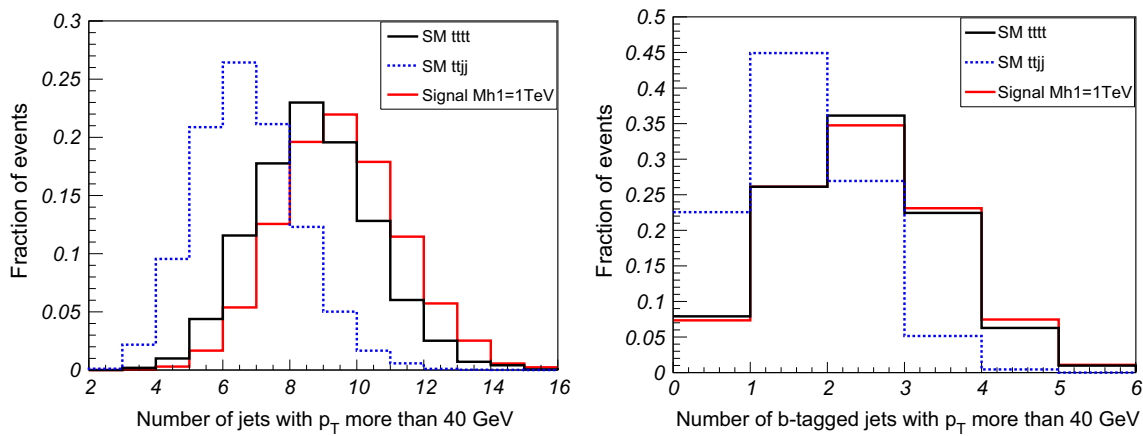 0.3
0.25
0.2
0.15
0.1
0.05
0
2 4 6 8 10 12 14 16
Fraction of events
Number of jets with pT more than 40 GeV
SM tttt
SM ttjj
Signal Mh1=1TeV
0.5
0.45
0.4
0.35
0.3
0.25
0.2
0.15
0.1
0.05
0
0 1 2 3 4 5 6
Fraction of events
Number of b-tagged jets with pT more than 40 GeV
SM tttt
SM ttjj
Signal Mh1=1TeV